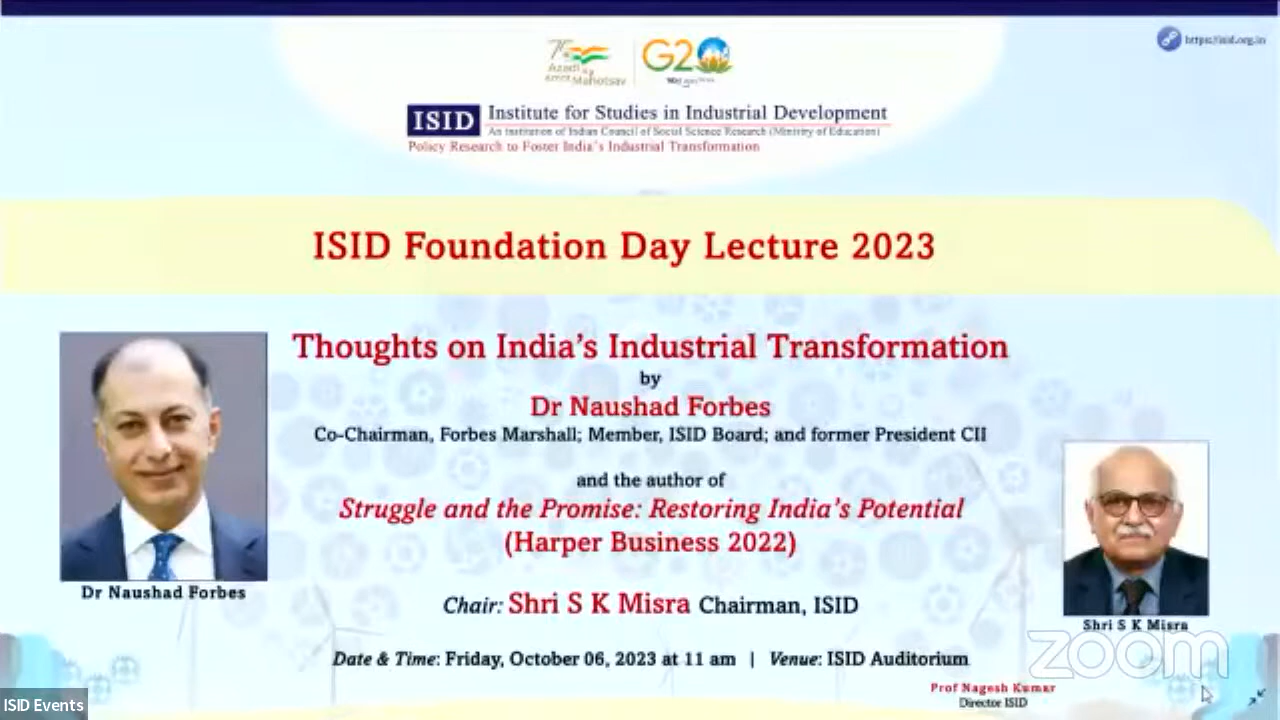 https://isid.org.in
75
Azadi Ka
Amrit Mahotsav
G20
ISID
Institute for Studies in Industrial Development
An institution of Indian Council of Social Science Research (Ministry of Education)
Policy Research to Foster India's Industrial Transformation
ISID Foundation Day Lecture 2023
Thoughts on India's Industrial Transformation
by
Dr Naushad Forbes
Co-Chairman, Forbes Marshall; Member, ISID Board; and former President CII
and the author of
Struggle and the Promise: Restoring India's Potential
(Harper Business 2022)
Dr Naushad Forbes
Chair: Shri S K Misra Chairman, ISID
Shri S K Misra
Date & Time: Friday, October 06, 2023 at 11 am | Venue: ISID Auditorium
Prof Nagesh Kumar
Director ISID
zoom
ISID Events